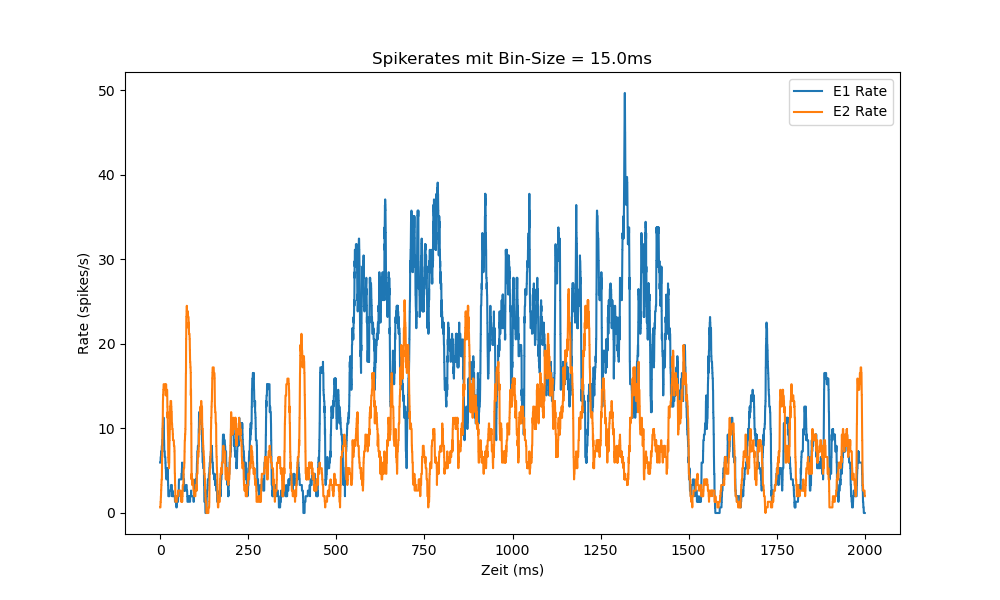 Spikerates mit Bin-Size = 15.0ms
E1 Rate
E2 Rate
Rate (spikes/s)
50
40
30
20
10
0
0 250 500 750 1000 1250 1500 1750 2000
Zeit (ms)